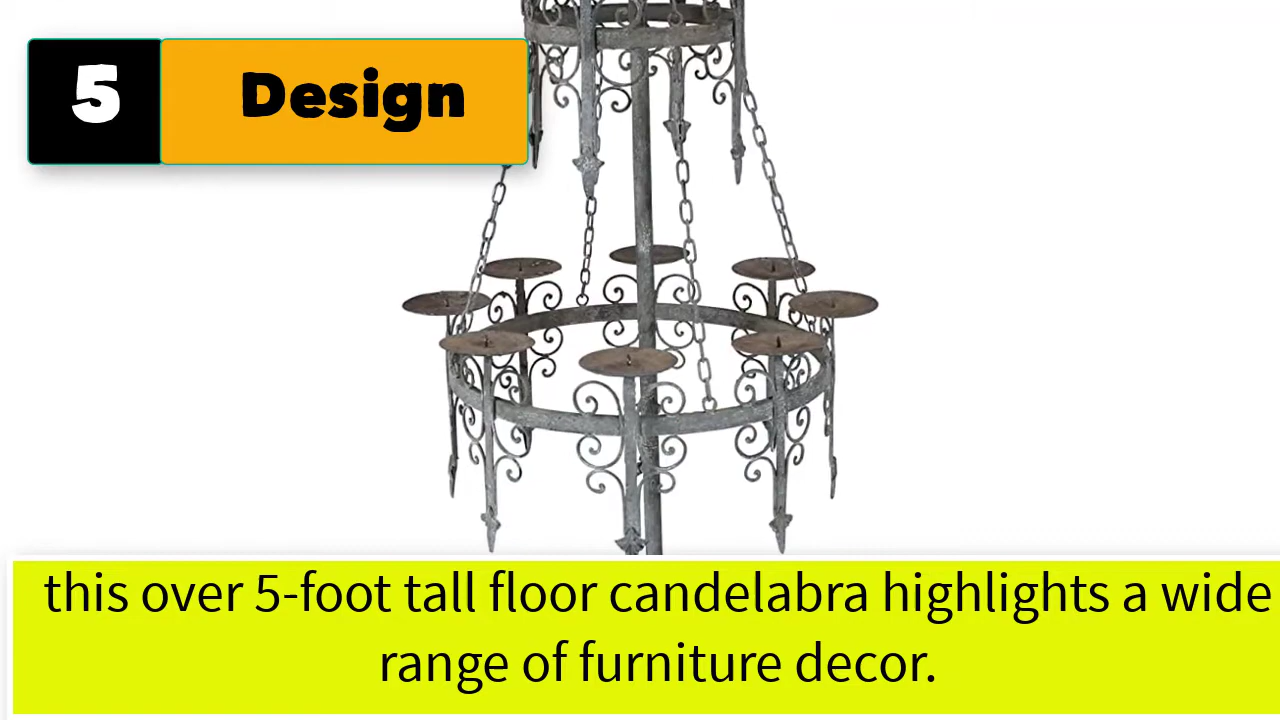 5 Design
this over 5-foot tall floor candelabra highlights a wide
range of furniture decor.